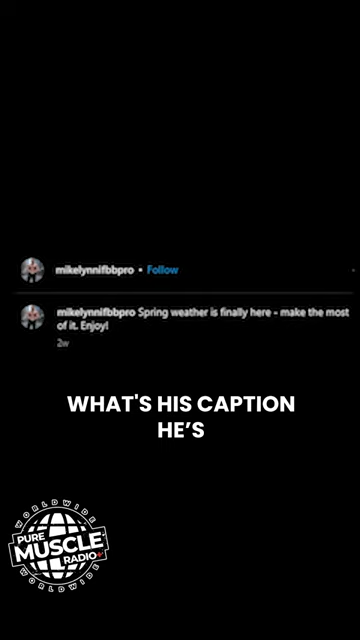 mikelynnifbbpro • Follow
mikelynnifbbpro Spring weather is finally here - make the most
of it. Enjoy!
2w
WHAT'S HIS CAPTION
HE’S
WORLDWIDE
PURE
MUSCLE
RADIO+
WORLDWIDE